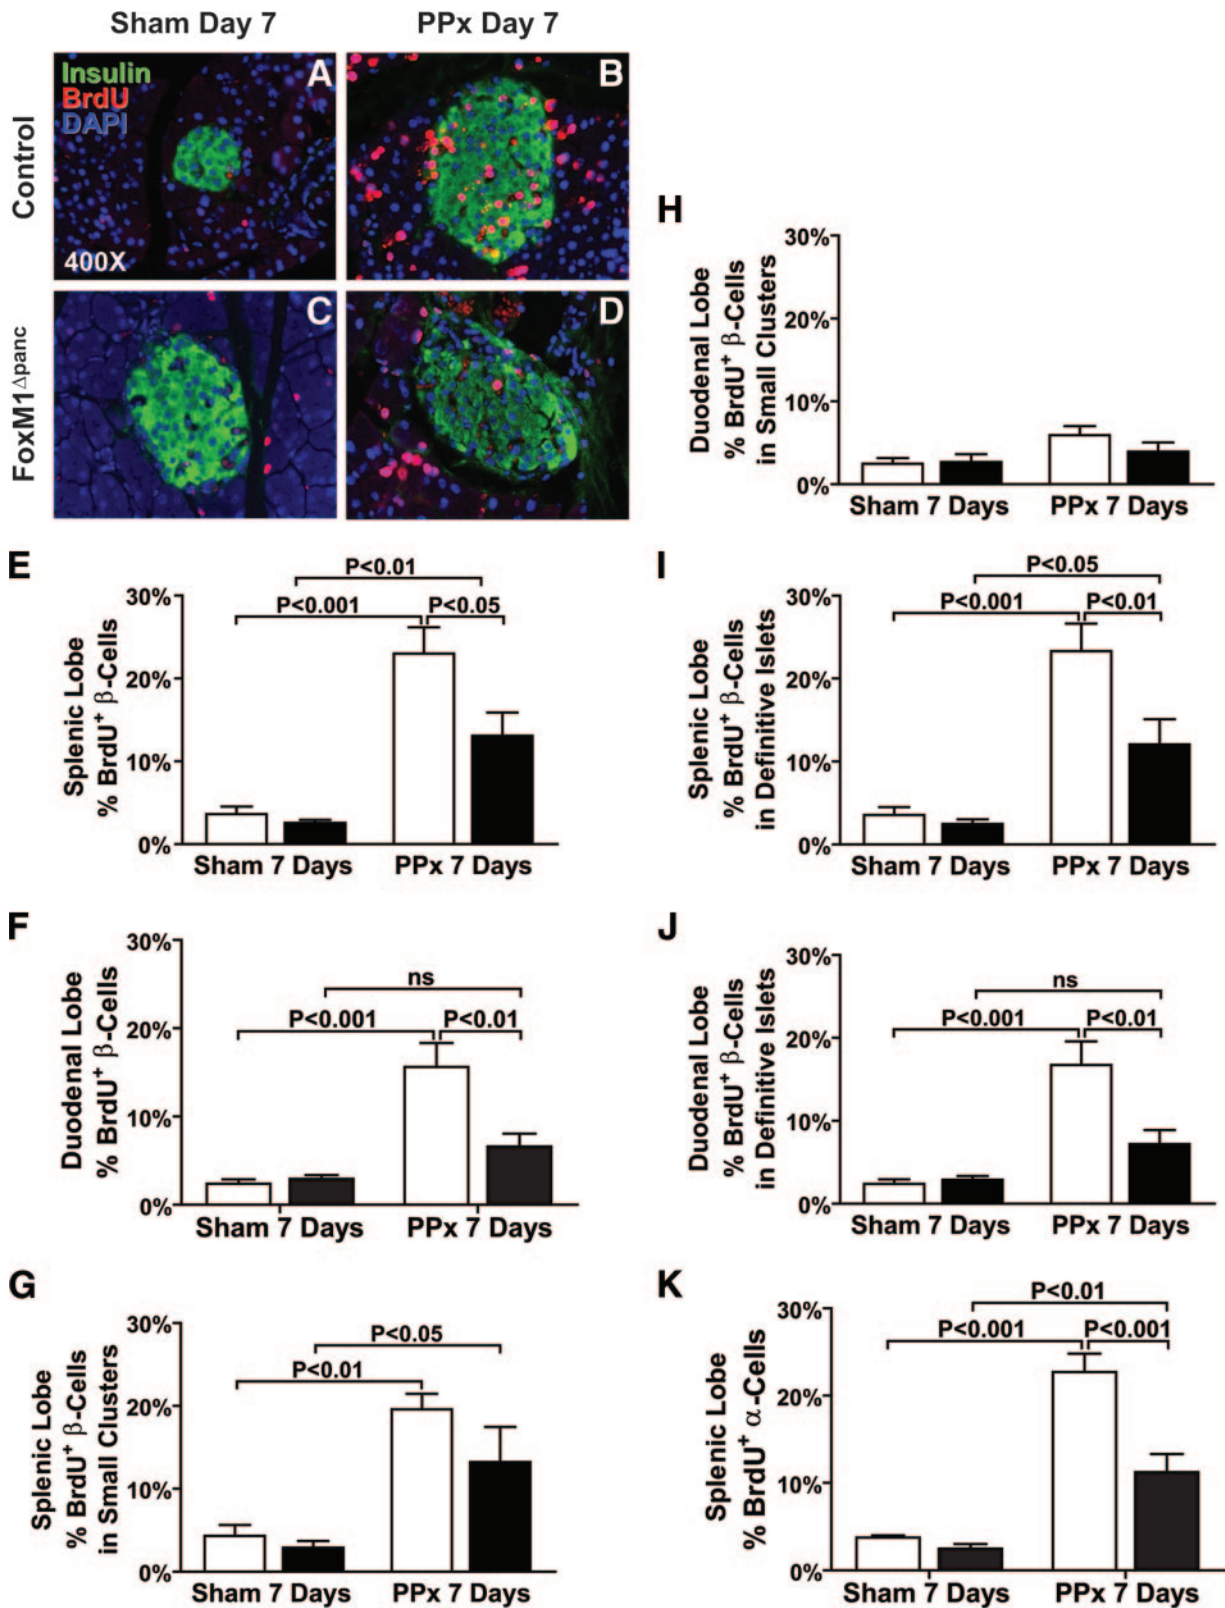 Sham Day 7
PPx Day 7
Control
FoxM1Δpanc
Insulin
BrdU
DAPI
A
400X
B
C
D
E
Splenic Lobe
% BrdU+ β-Cells
30%
20%
10%
0%
P<0.01
P<0.001
P<0.05
Sham 7 Days
PPx 7 Days
F
Duodenal Lobe
% BrdU+ β-Cells
30%
20%
10%
0%
ns
P<0.001
P<0.01
Sham 7 Days
PPx 7 Days
G
Splenic Lobe
% BrdU+ β-Cells
in Small Clusters
30%
20%
10%
0%
P<0.05
P<0.01
Sham 7 Days
PPx 7 Days
H
Duodenal Lobe
% BrdU+ β-Cells
in Small Clusters
30%
20%
10%
0%
Sham 7 Days
PPx 7 Days
I
Splenic Lobe
% BrdU+ β-Cells
in Definitive Islets
30%
20%
10%
0%
P<0.05
P<0.001
P<0.01
Sham 7 Days
PPx 7 Days
J
Duodenal Lobe
% BrdU+ β-Cells
in Definitive Islets
30%
20%
10%
0%
ns
P<0.001
P<0.01
Sham 7 Days
PPx 7 Days
K
Splenic Lobe
% BrdU+ α-Cells
30%
20%
10%
0%
P<0.01
P<0.001
P<0.001
Sham 7 Days
PPx 7 Days